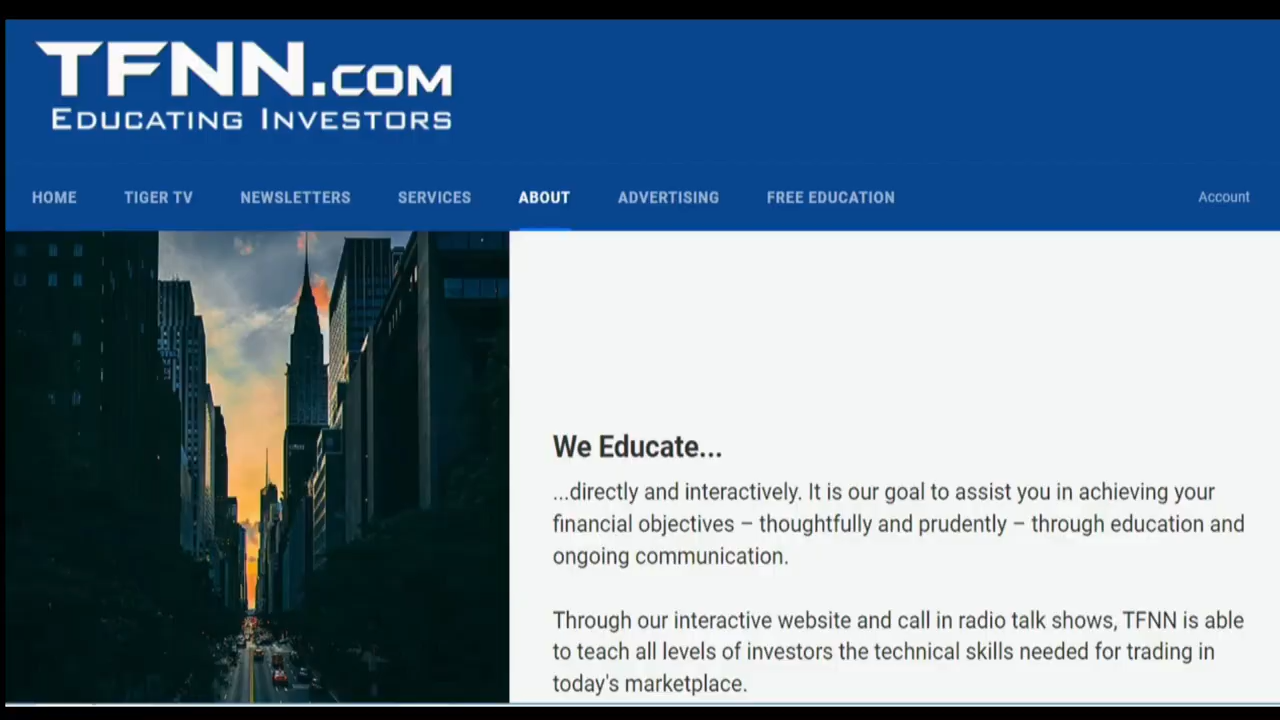 TFNN.COM
EDUCATING INVESTORS
HOME TIGER TV NEWSLETTERS SERVICES ABOUT ADVERTISING FREE EDUCATION Account
We Educate...
...directly and interactively. It is our goal to assist you in achieving your
financial objectives – thoughtfully and prudently – through education and
ongoing communication.
Through our interactive website and call in radio talk shows, TFNN is able
to teach all levels of investors the technical skills needed for trading in
today's marketplace.